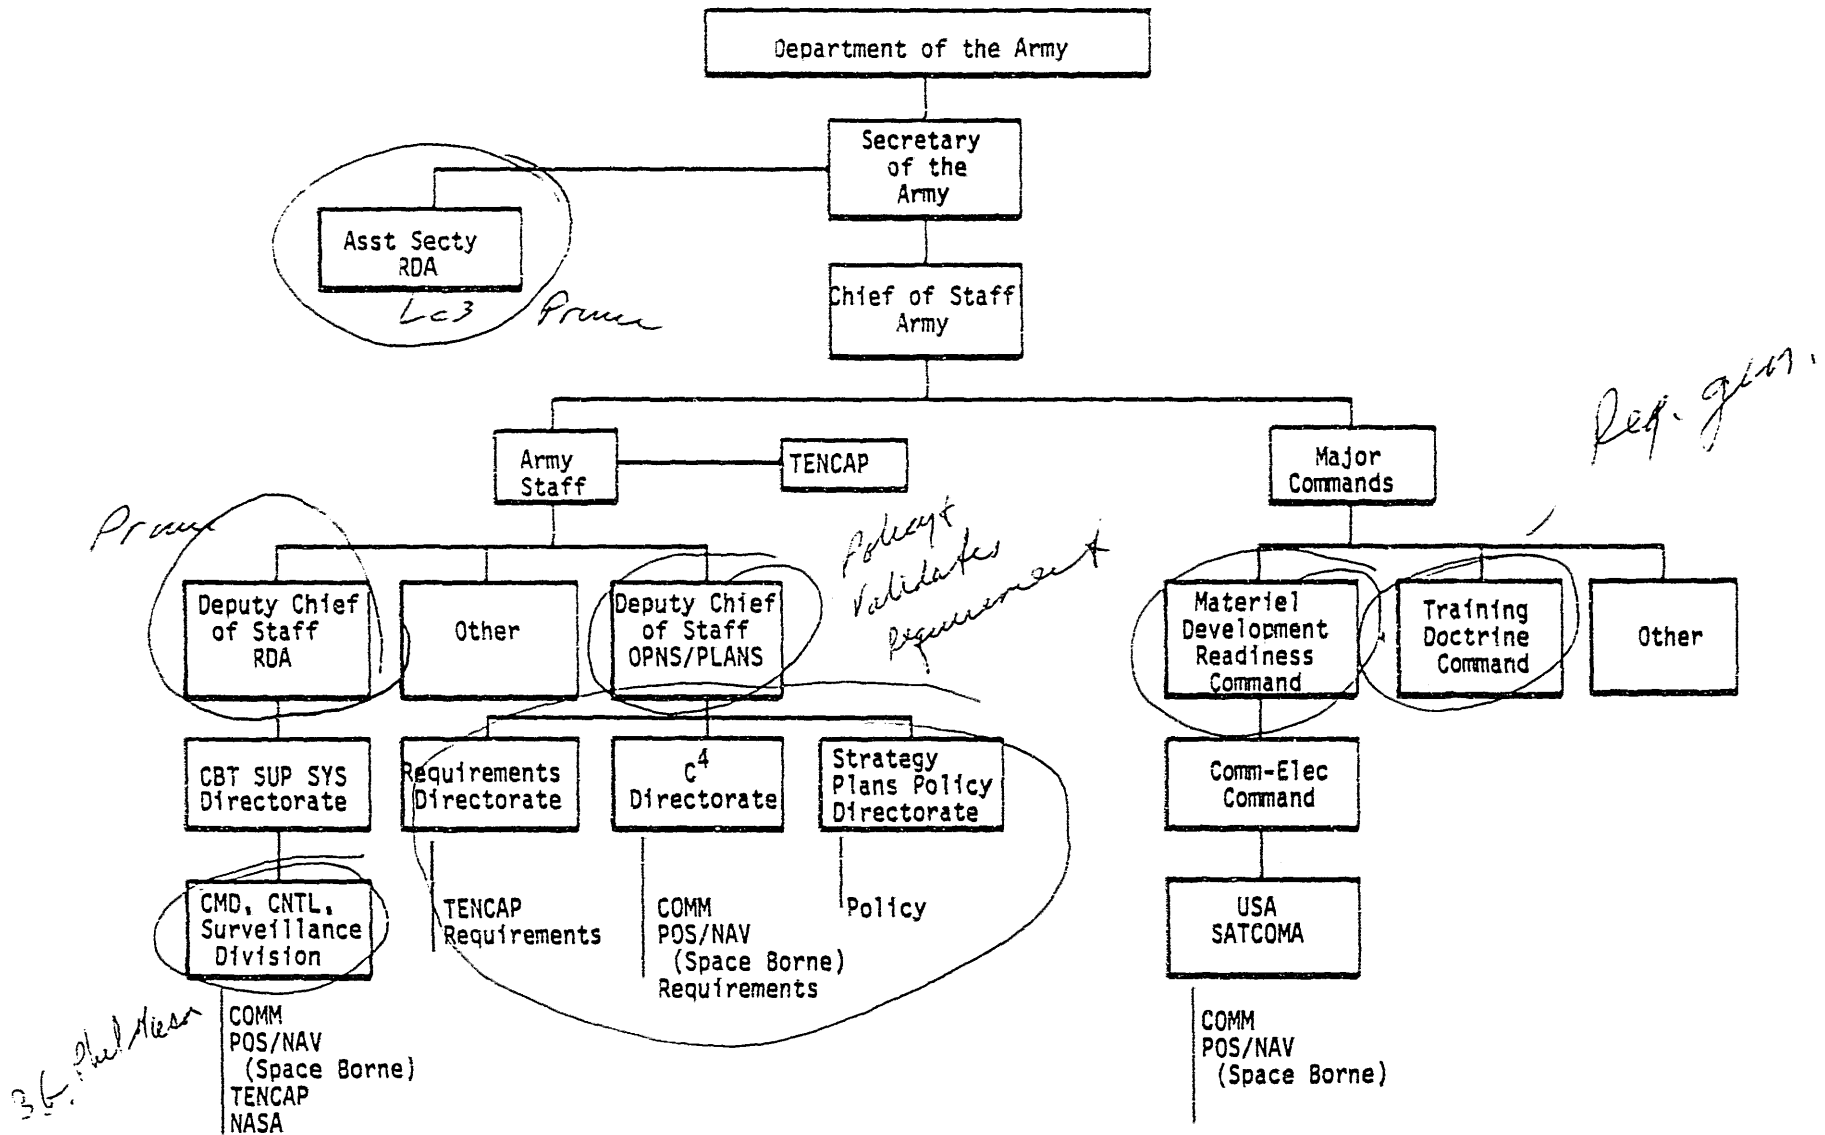 Department of the Army
Secretary
of the
Army
Asst Secty
RDA
Chief of Staff
Army
Req. gen.
Army
Staff
TENCAP
Major
Commands
Policy &
Validates
Requirement
Deputy Chief
of Staff
RDA
Other
Deputy Chief
of Staff
OPNS/PLANS
Materiel
Development
Readiness
Command
Training
Doctrine
Command
Other
CBT SUP SYS
Directorate
Requirements
Directorate
C⁴
Directorate
Strategy
Plans Policy
Directorate
Comm-Elec
Command
CMD, CNTL,
Surveillance
Division
TENCAP
Requirements
COMM
POS/NAV
(Space Borne)
Requirements
Policy
USA
SATCOMA
COMM
POS/NAV
(Space Borne)
TENCAP
NASA
COMM
POS/NAV
(Space Borne)